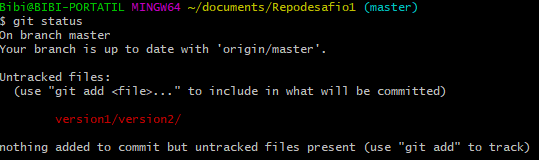 Bibi@BIBI-PORTATIL MINGW64 ~/documents/Repodesafio1 (master)
$ git status
On branch master
Your branch is up to date with 'origin/master'.
Untracked files:
(use "git add <file>..." to include in what will be committed)
version1/version2/
nothing added to commit but untracked files present (use "git add" to track)